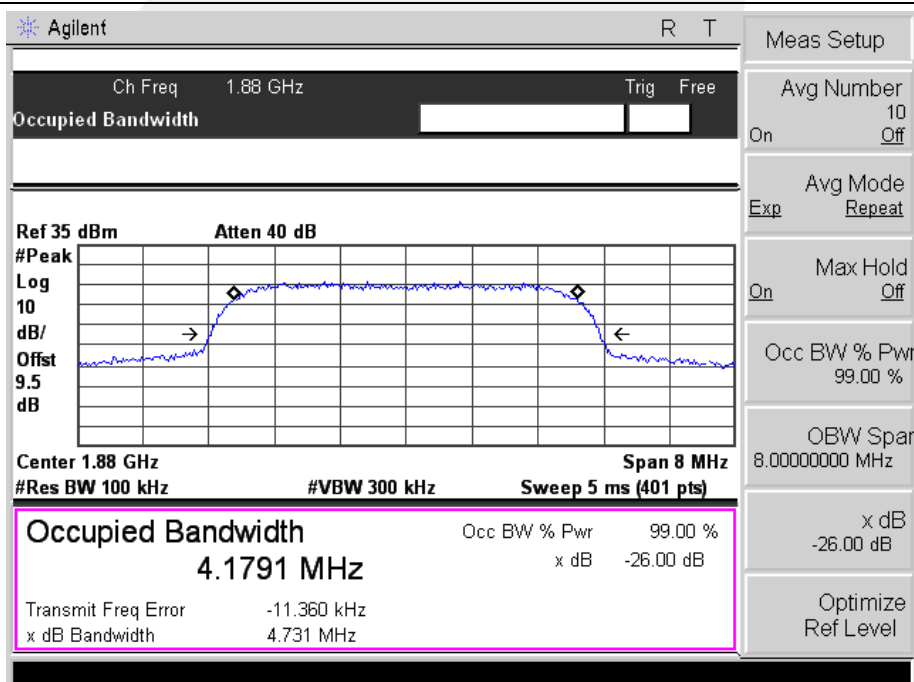 Agilent R T
Meas Setup
Ch Freq 1.88 GHz Trig Free
Occupied Bandwidth
Avg Number
10
On Off
Avg Mode
Exp Repeat
Max Hold
On Off
Occ BW % Pwr
99.00 %
OBW Span
8.00000000 MHz
x dB
-26.00 dB
Optimize
Ref Level
Ref 35 dBm Atten 40 dB
#Peak
Log
10
dB/
Offst
9.5
dB
Center 1.88 GHz Span 8 MHz
#Res BW 100 kHz #VBW 300 kHz Sweep 5 ms (401 pts)
Occupied Bandwidth Occ BW % Pwr 99.00 %
4.1791 MHz x dB -26.00 dB
Transmit Freq Error -11.360 kHz
x dB Bandwidth 4.731 MHz